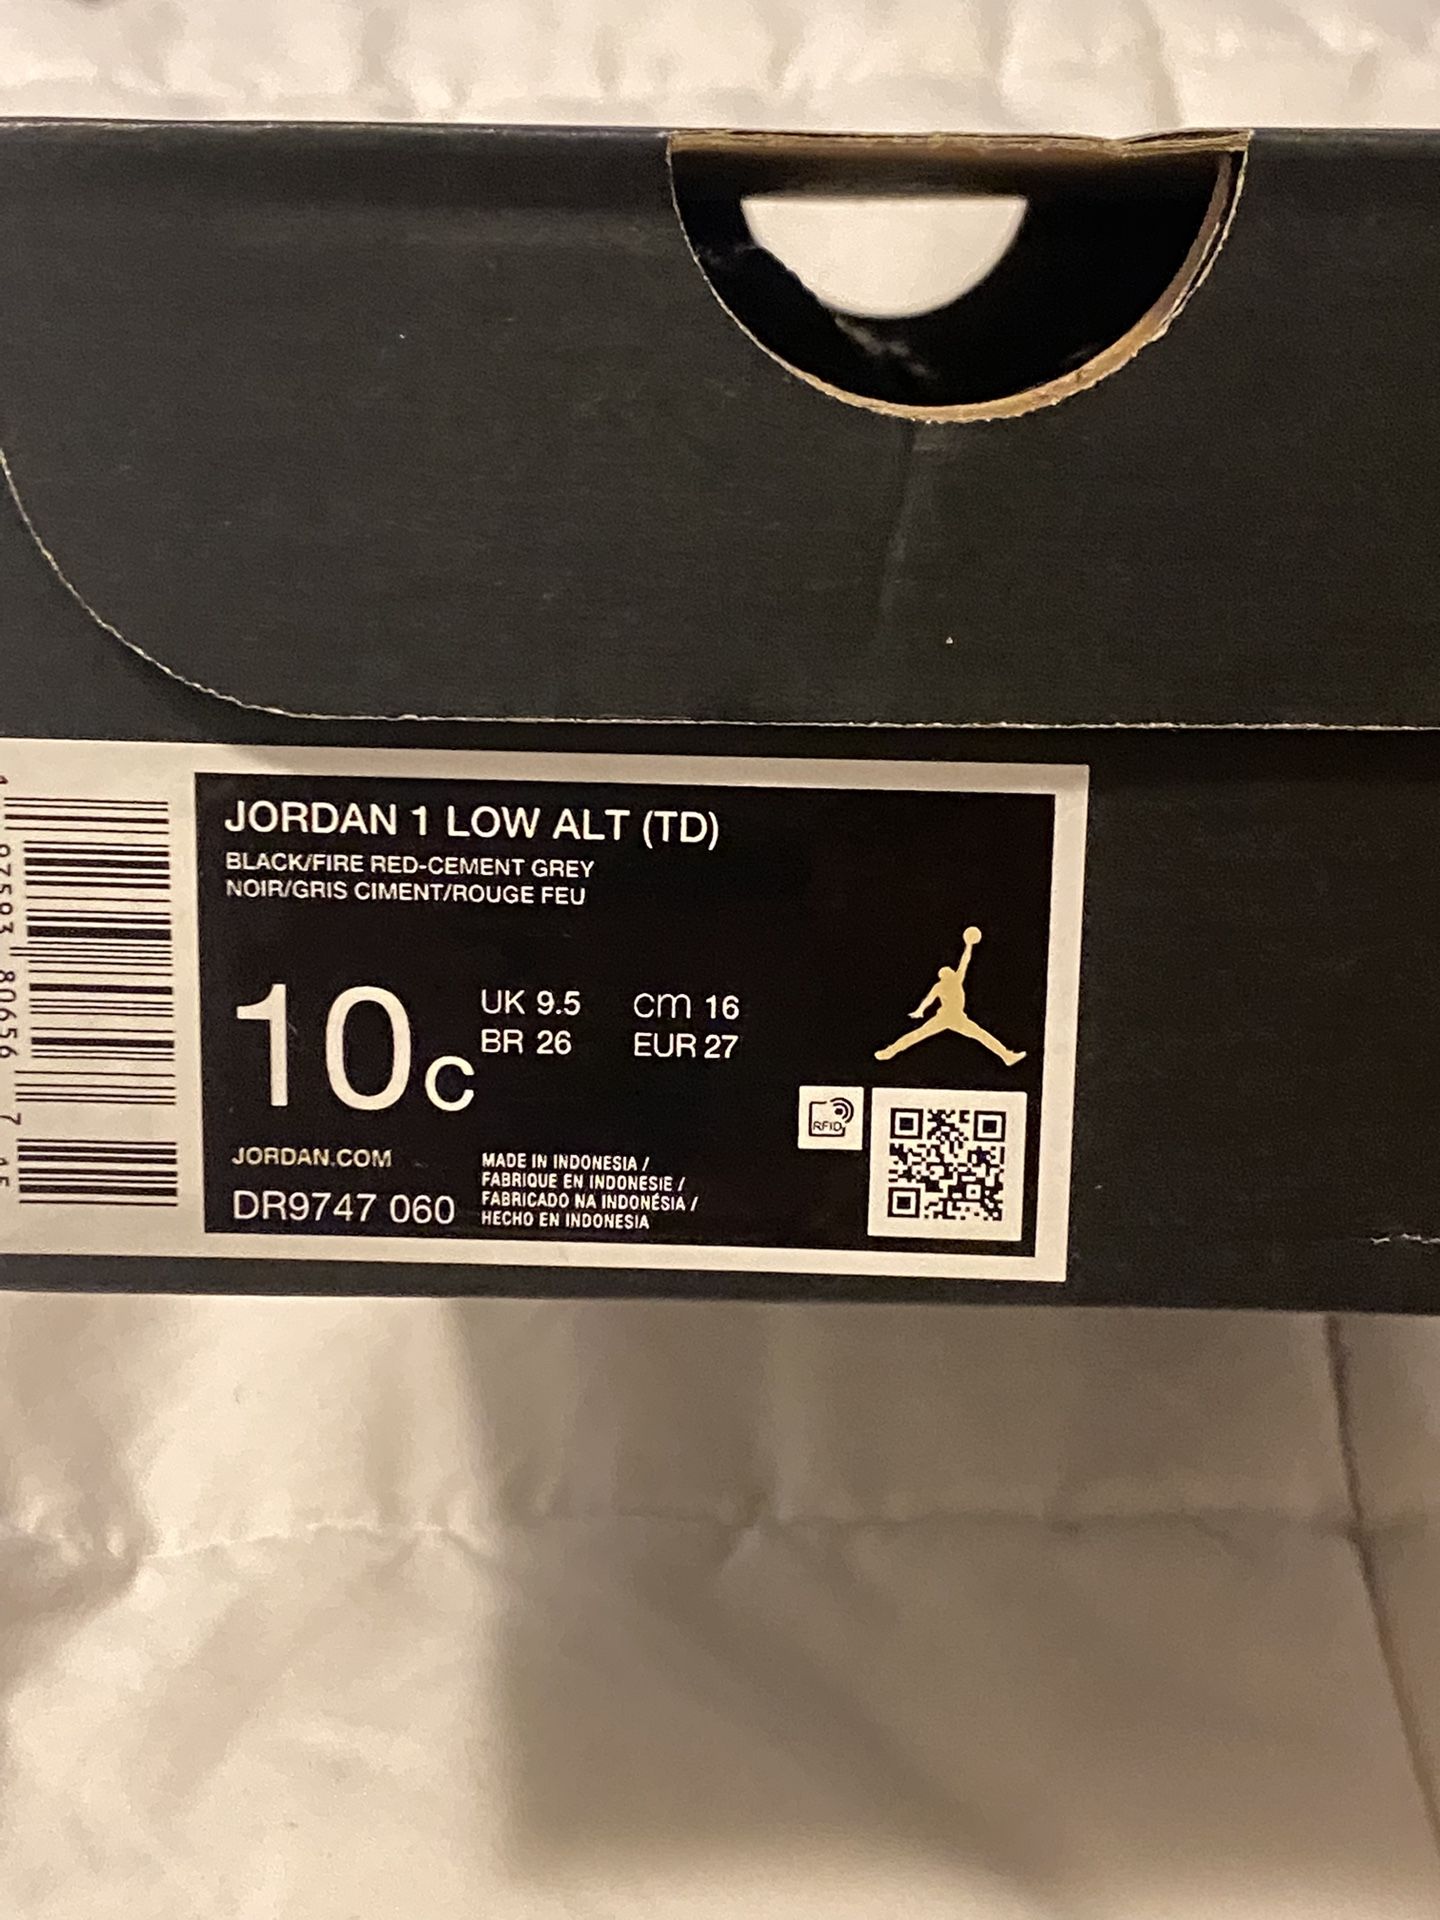 JORDAN 1 LOW ALT (TD)
BLACK/FIRE RED-CEMENT GREY
NOIR/GRIS CIMENT/ROUGE FEU
10c
UK 9.5 cm 16
BR 26 EUR 27
RFID
JORDAN.COM
DR9747 060
MADE IN INDONESIA /
FABRIQUE EN INDONESIE /
FABRICADO NA INDONÉSIA /
HECHO EN INDONESIA
80656 7